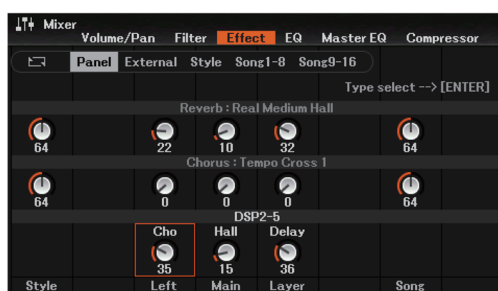 Mixer
Volume/Pan Filter Effect EQ Master EQ Compressor
Panel External Style Song1-8 Song9-16
Type select -->[ENTER]
Reverb : Real Medium Hall
64 22 10 32 64
Chorus : Tempo Cross 1
64 0 0 0 64
DSP2-5
Cho Hall Delay
35 15 36
Style Left Main Layer Song